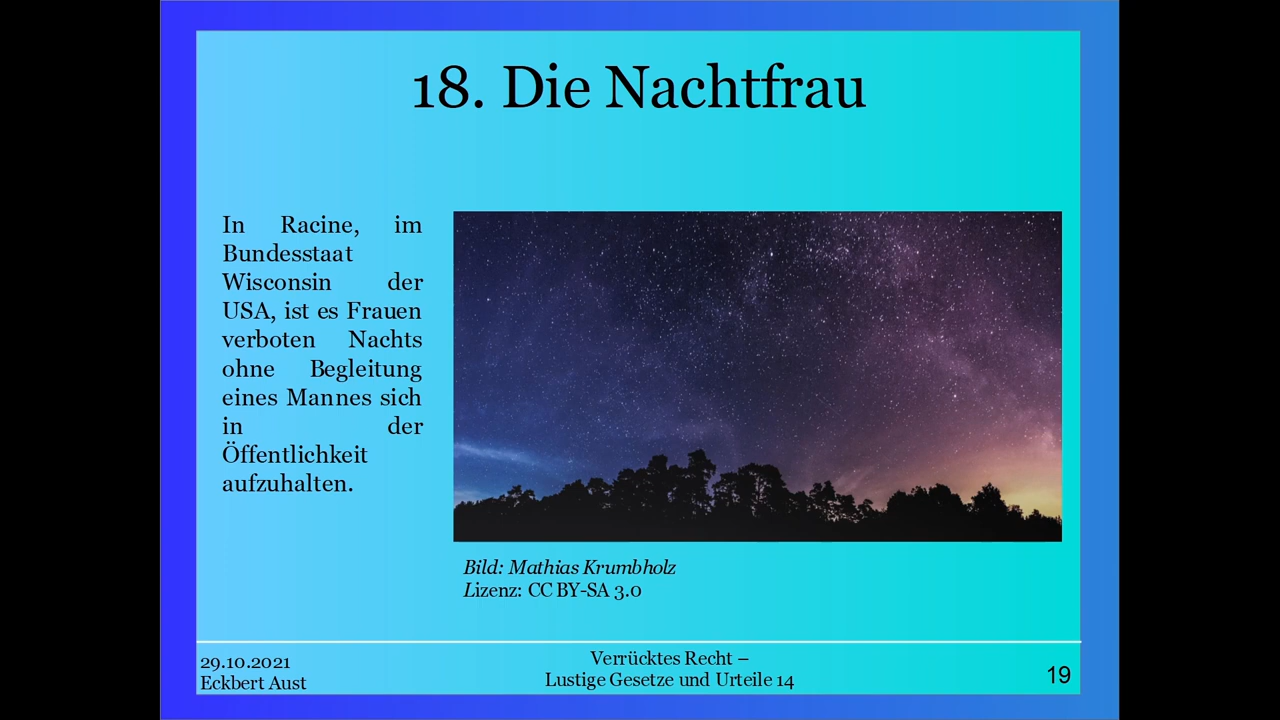 18. Die Nachtfrau
In Racine, im
Bundesstaat
Wisconsin der
USA, ist es Frauen
verboten Nachts
ohne Begleitung
eines Mannes sich
in der
Öffentlichkeit
aufzuhalten.
Bild: Mathias Krumbholz
Lizenz: CC BY-SA 3.0
29.10.2021
Eckbert Aust
Verrücktes Recht –
Lustige Gesetze und Urteile 14
19